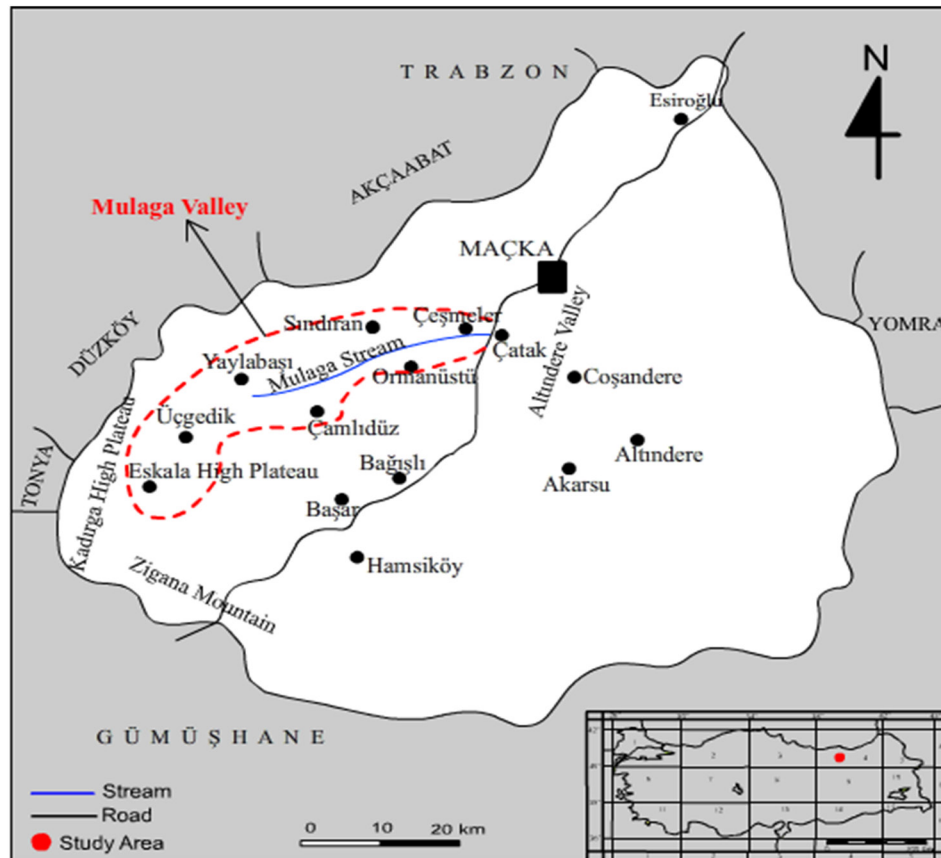 TRABZON
N
Esiroğlu
AKÇAABAT
Mulaga Valley
MAÇKA
YOMRA
DÜZKÖY
Sındıran
Çeşmeler
Çatak
Altındere Valley
Mulaga Stream
Yaylabaşı
Ormanüstü
Coşandere
Üçgedik
Çamlıdüz
Altındere
Kadırga High Plateau
TONYA
Eskala High Plateau
Bağışlı
Akarsu
Başar
Hamsiköy
Zigana Mountain
GÜMÜŞHANE
Stream
Road
Study Area
0 10 20 km